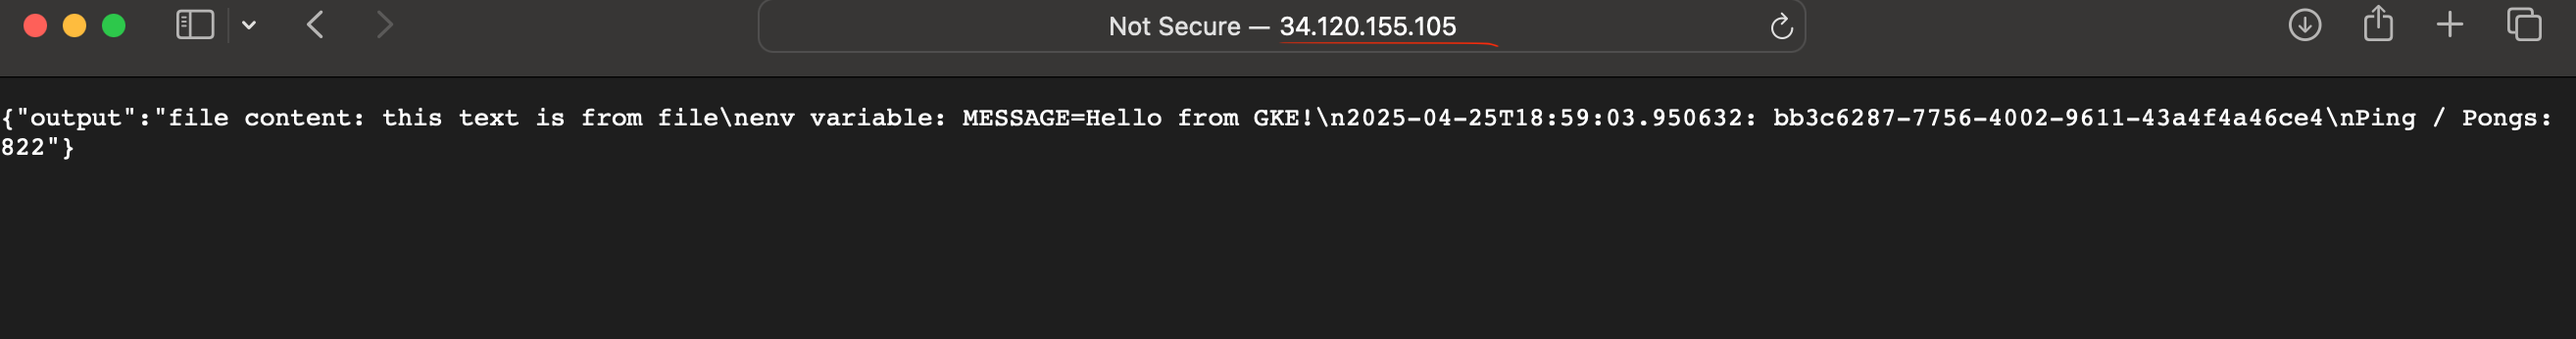 Not Secure — 34.120.155.105
{"output":"file content: this text is from file\nenv variable: MESSAGE=Hello from GKE!\n2025-04-25T18:59:03.950632: bb3c6287-7756-4002-9611-43a4f4a46ce4\nPing / Pongs:
822"}